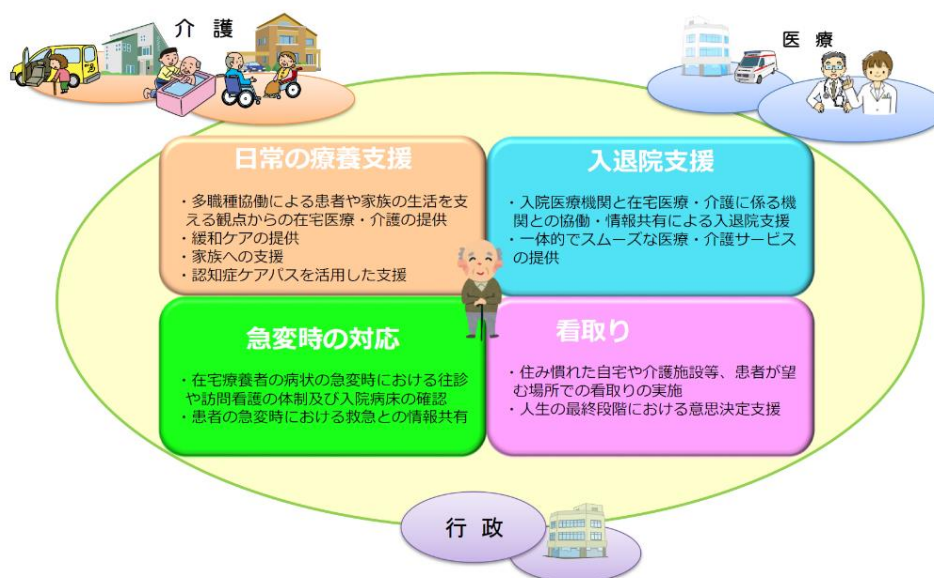 介 護
医 療
日常の療養支援
・多職種協働による患者や家族の生活を支
える観点からの在宅医療・介護の提供
・緩和ケアの提供
・家族への支援
・認知症ケアパスを活用した支援
入退院支援
・入院医療機関と在宅医療・介護に係る機
関との協働・情報共有による入退院支援
・一体的でスムーズな医療・介護サービス
の提供
急変時の対応
・在宅療養者の病状の急変時における往診
や訪問看護の体制及び入院病床の確認
・患者の急変時における救急との情報共有
看取り
・住み慣れた自宅や介護施設等、患者が望
む場所での看取りの実施
・人生の最終段階における意思決定支援
行 政